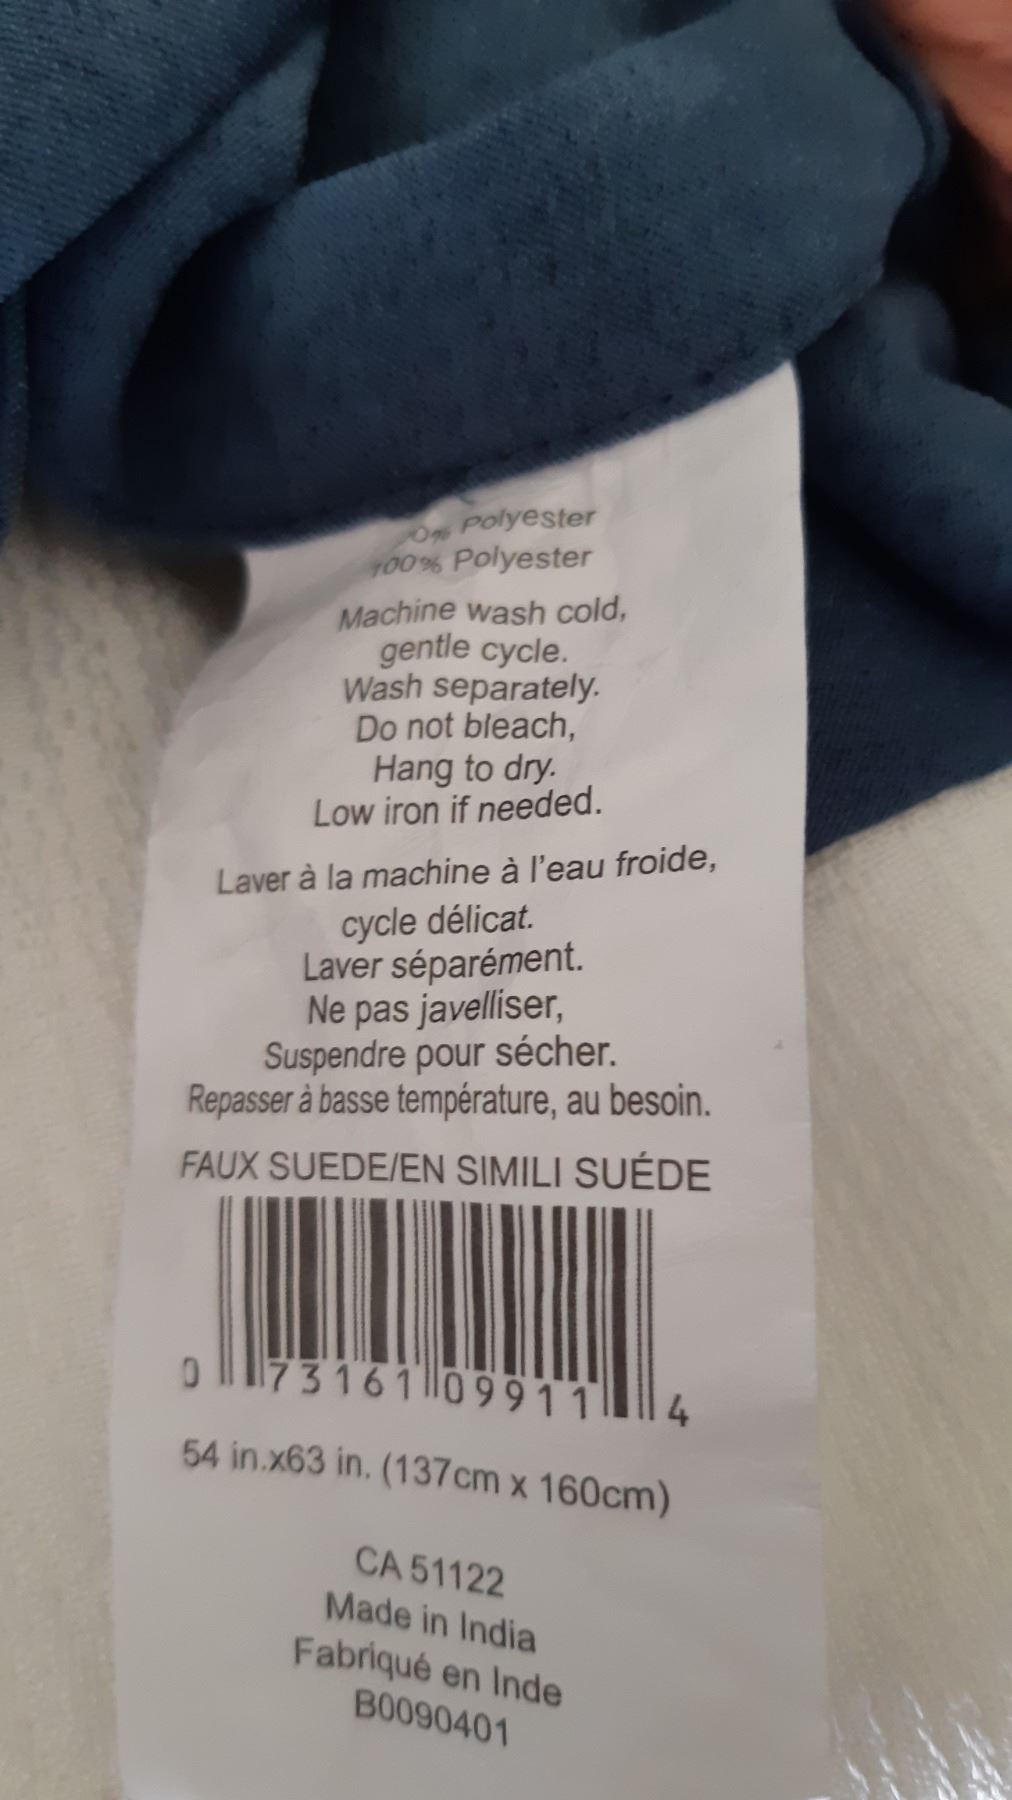 0% Polyester
100% Polyester
Machine wash cold,
gentle cycle.
Wash separately.
Do not bleach,
Hang to dry.
Low iron if needed.
Laver à la machine à l'eau froide,
cycle délicat.
Laver séparément.
Ne pas javelliser,
Suspendre pour sécher.
Repasser à basse température, au besoin.
FAUX SUEDE/EN SIMILI SUÉDE
0 73161 09911 4
54 in.x63 in. (137cm x 160cm)
CA 51122
Made in India
Fabriqué en Inde
B0090401